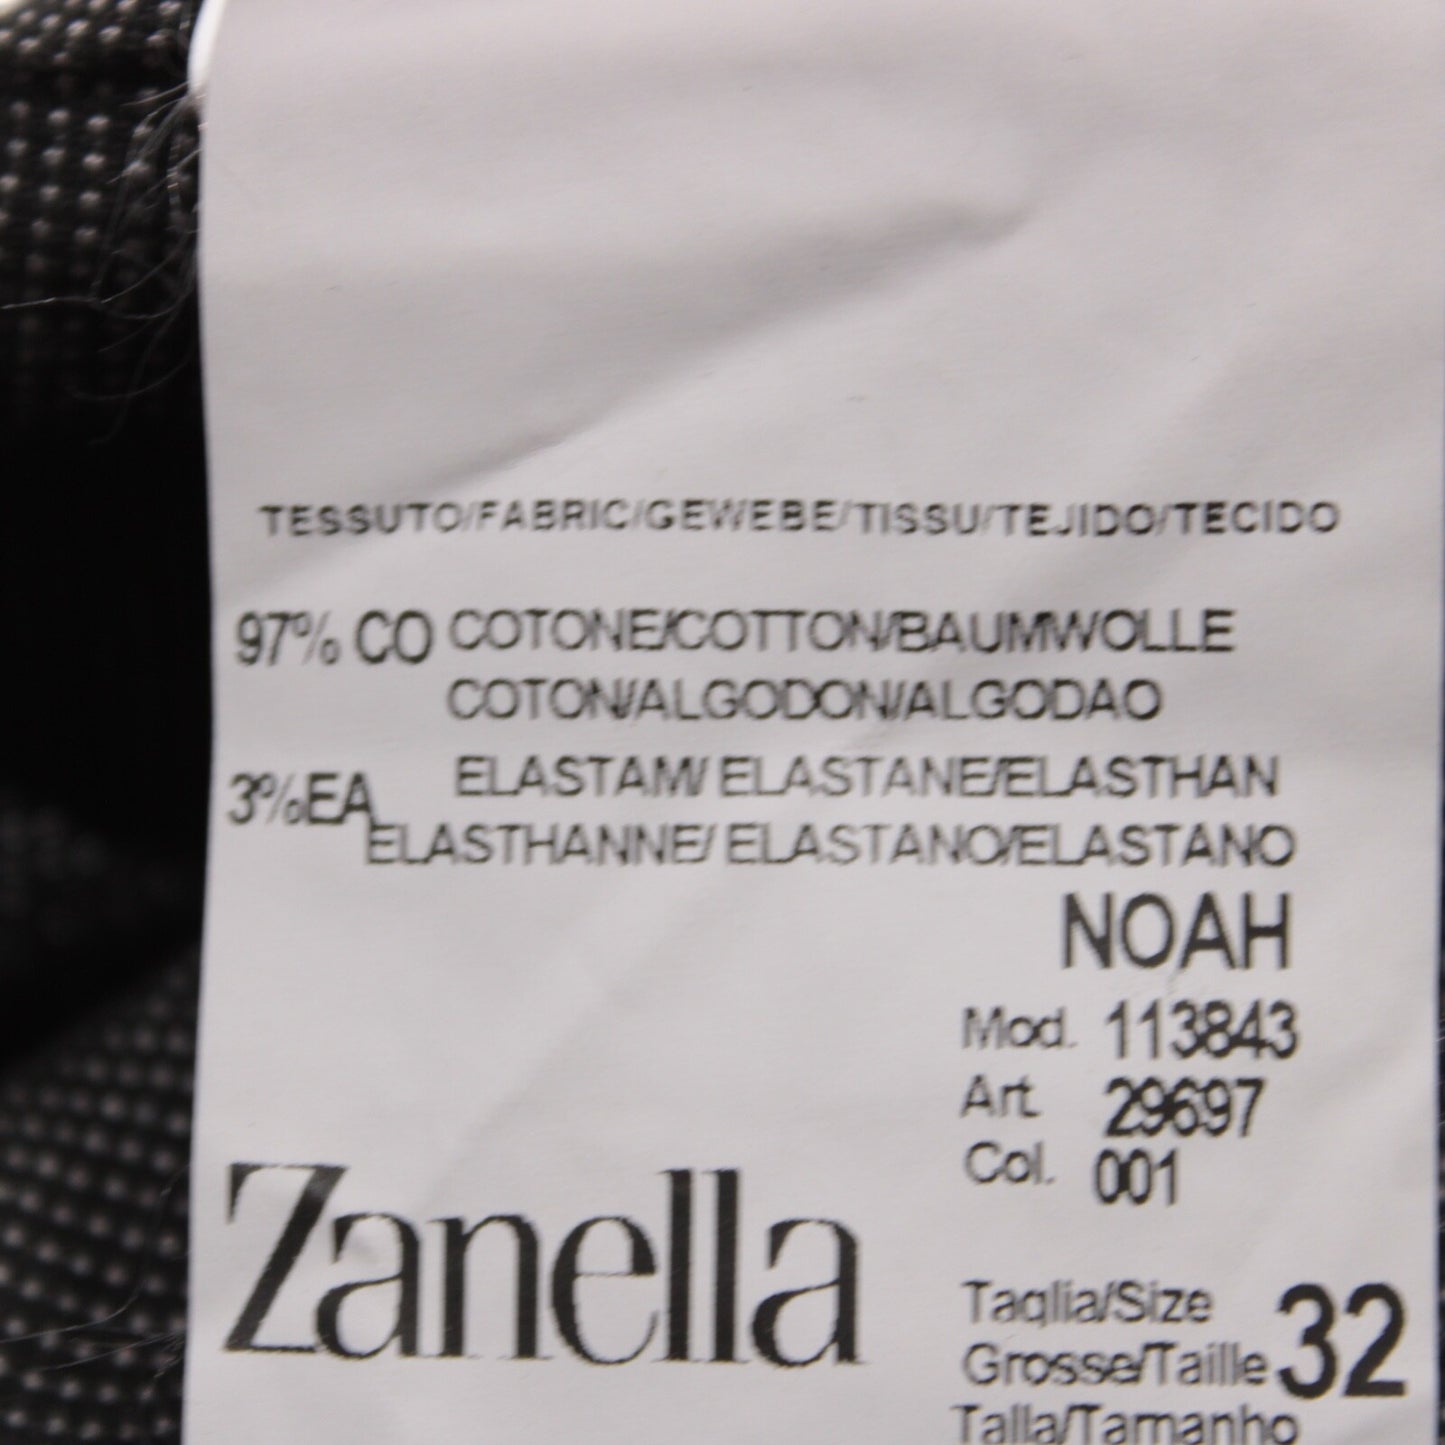 TESSUTO/FABRIC/GEWEBE/TISSU/TEJIDO/TECIDO
97% CO COTONE/COTTON/BAUMWOLLE
COTON/ALGODON/ALGODAO
3%EA ELASTAM/ ELASTANE/ELASTHAN
ELASTHANNE/ ELASTANO/ELASTANO
NOAH
Mod. 113843
Art. 29697
Col. 001
Zanella
Taglia/Size
Grosse/Taille 32
Talla/Tamanho